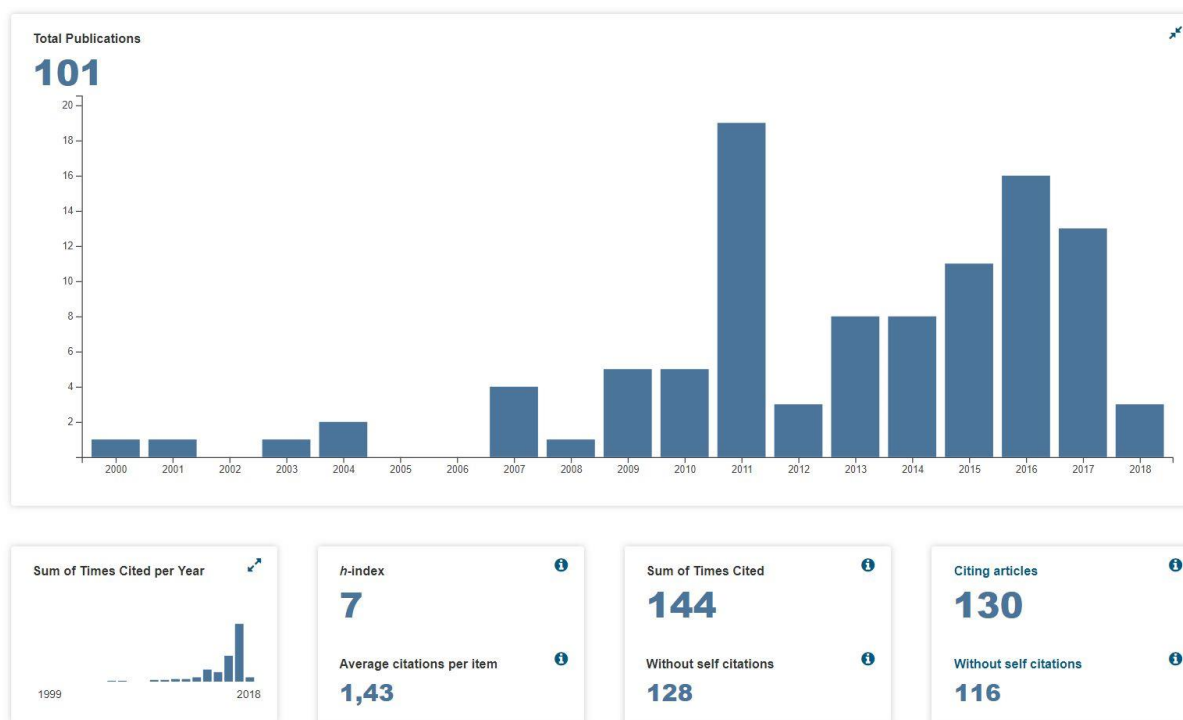 Total Publications
101
20
18
16
14
12
10
8
6
4
2
2000 2001 2002 2003 2004 2005 2006 2007 2008 2009 2010 2011 2012 2013 2014 2015 2016 2017 2018
Sum of Times Cited per Year
1999 2018
h-index
7
Average citations per item
1,43
Sum of Times Cited
144
Without self citations
128
Citing articles
130
Without self citations
116